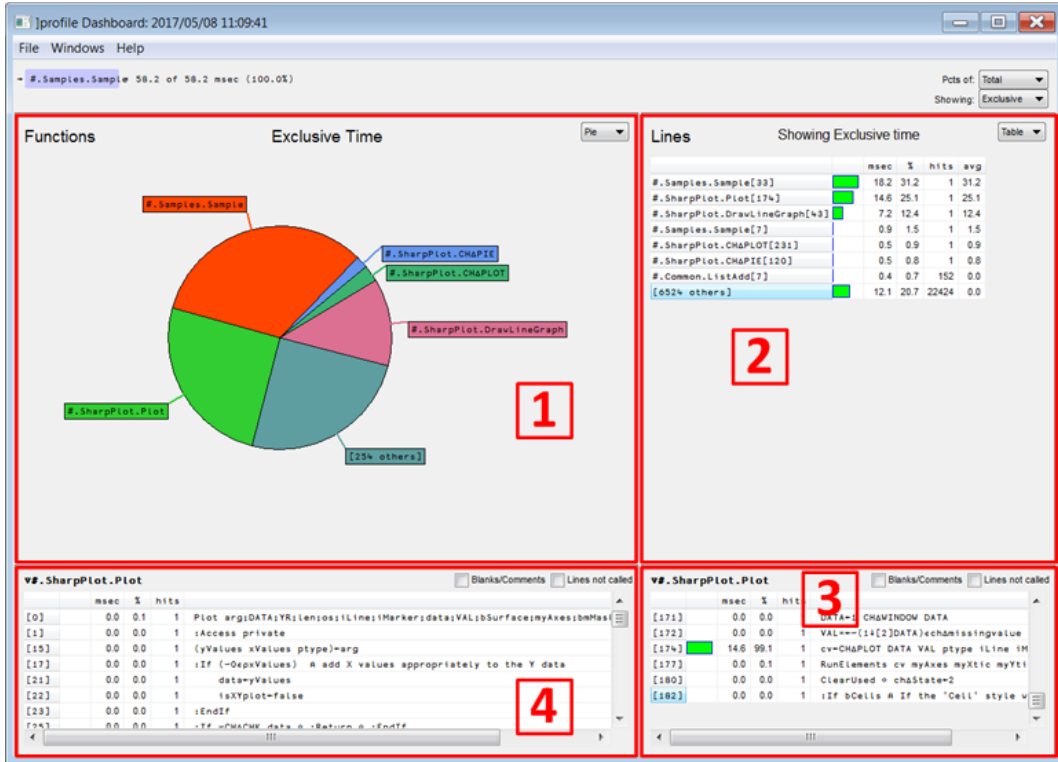 ]profile Dashboard: 2017/05/08 11:09:41
File Windows Help
#.Samples.Sample 58.2 of 58.2 msec (100.0%)
Pcts of: Total
Showing: Exclusive
Functions Exclusive Time Pie
#.Samples.Sample
#.SharpPlot.CH∆PIE
#.SharpPlot.CH∆PLOT
#.SharpPlot.DrawLineGraph
#.SharpPlot.Plot
[254 others]
1
Lines Showing Exclusive time Table
msec % hits avg
#.Samples.Sample[33] 18.2 31.2 1 31.2
#.SharpPlot.Plot[174] 14.6 25.1 1 25.1
#.SharpPlot.DrawLineGraph[43] 7.2 12.4 1 12.4
#.Samples.Sample[7] 0.9 1.5 1 1.5
#.SharpPlot.CH∆PLOT[231] 0.5 0.9 1 0.9
#.SharpPlot.CH∆PIE[120] 0.5 0.8 1 0.8
#.Common.ListAdd[7] 0.4 0.7 152 0.0
[6524 others] 12.1 20.7 22424 0.0
2
∇#.SharpPlot.Plot Blanks/Comments Lines not called
msec % hits
[0] 0.0 0.1 1 Plot arg;DATA;YR;len;os;iLine;iMarker;data;VAL;bSurface;myAxes;bmMas
[1] 0.0 0.0 1 :Access private
[15] 0.0 0.0 1 (yValues xValues ptype)←arg
[17] 0.0 0.0 1 :If (~0∊⍴xValues) ⍝ add X values appropriately to the Y data
[21] 0.0 0.0 1 data←yValues
[22] 0.0 0.0 1 isXYplot←false
[23] 0.0 0.0 1 :EndIf
[25] 0.0 0.0 1 :If ~CH∆CHK data ⋄ :Return ⋄ :EndIf
4
∇#.SharpPlot.Plot Blanks/Comments Lines not called
msec % hits
3
[171] 0.0 0.0 DATA←1 CH∆WINDOW DATA
[172] 0.0 0.0 1 CH∆missingvalue
[174] 14.6 99.1 1 cv←CH∆PLOT DATA VAL ptype iLine iM
[177] 0.0 0.1 1 RunElements cv myAxes myXtic myYti
[180] 0.0 0.0 1 ClearUsed ⋄ ch∆State←2
[182] 0.0 0.0 1 :If bCells ⍝ If the 'Cell' style w